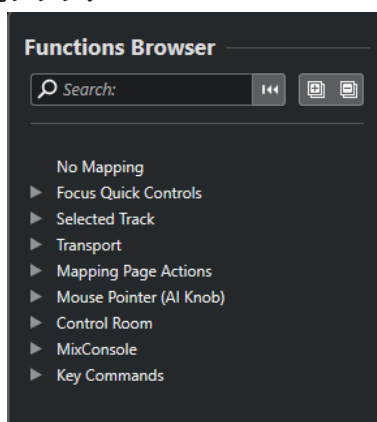 Functions Browser
Search:
No Mapping
Focus Quick Controls
Selected Track
Transport
Mapping Page Actions
Mouse Pointer (AI Knob)
Control Room
MixConsole
Key Commands